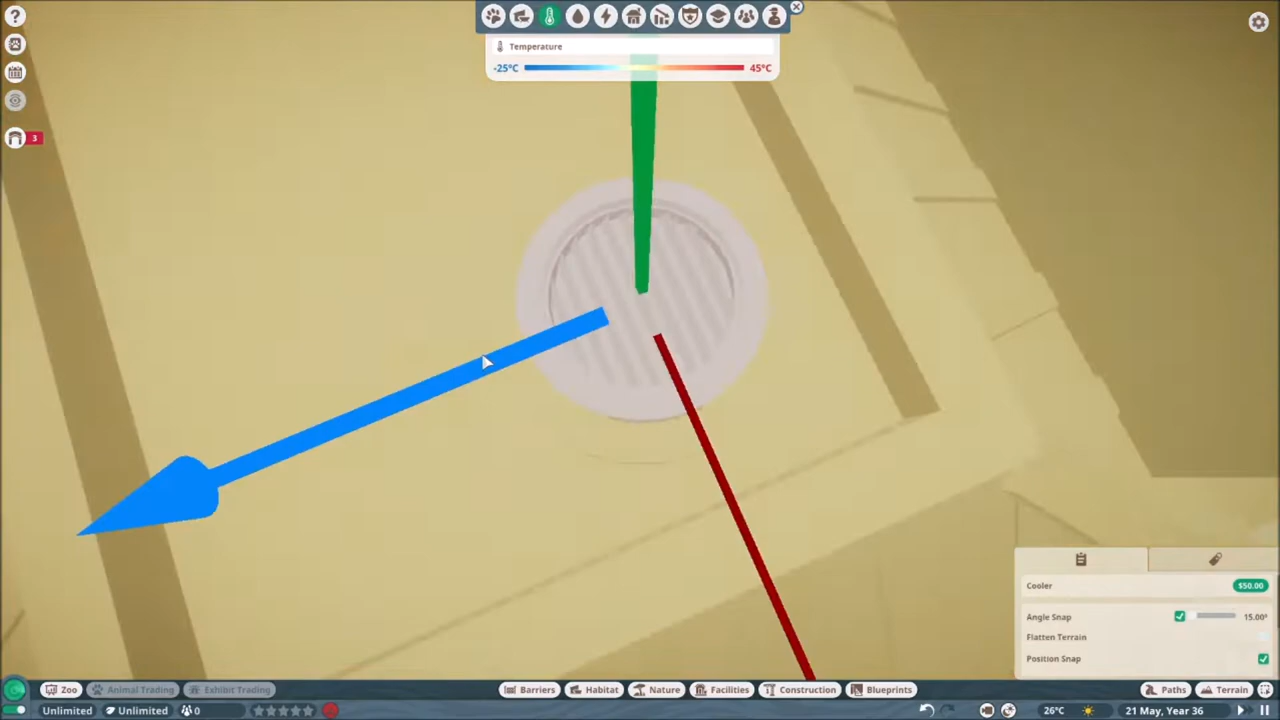 ?
Temperature
-25°C 45°C
3
Cooler $50.00
Angle Snap 15.00°
Flatten Terrain
Position Snap
Zoo Animal Trading Exhibit Trading Barriers Habitat Nature Facilities Construction Blueprints Paths Terrain
Unlimited Unlimited 0 26°C 21 May, Year 36